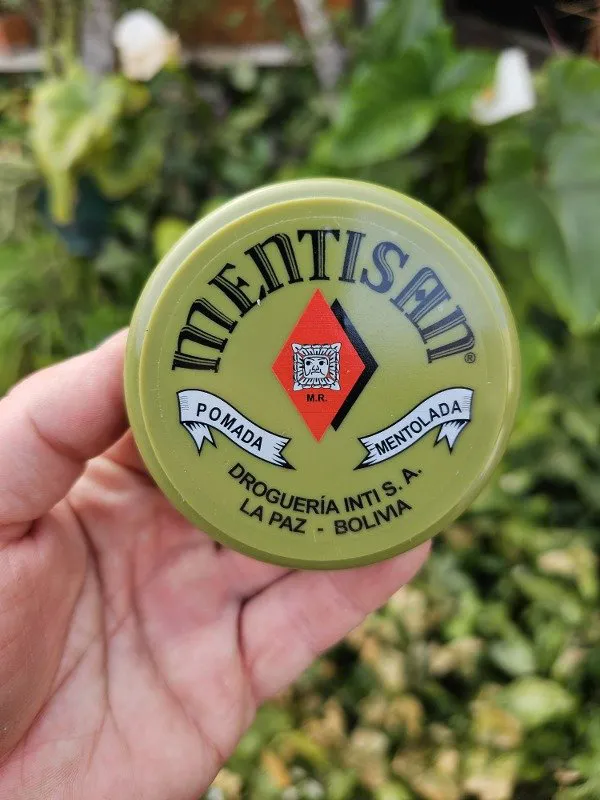 MENTISAN®
M.R.
POMADA MENTOLADA
DROGUERÍA INTI S.A.
LA PAZ - BOLIVIA